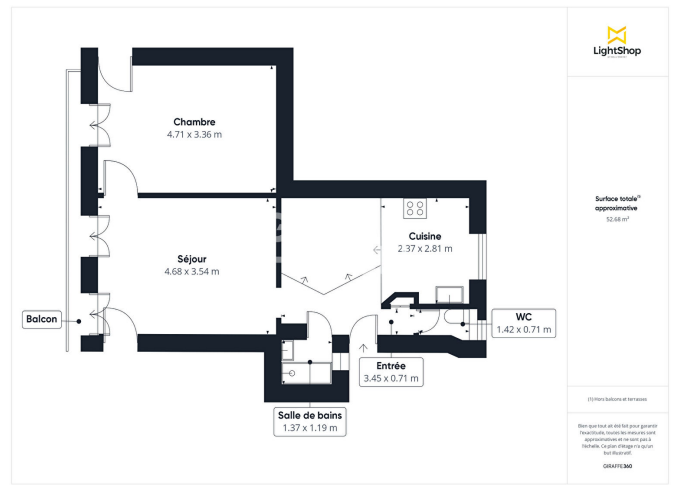 LightShop
Chambre
4.71 x 3.36 m
Surface totale(1)
approximative
52.68 m²
Cuisine
2.37 x 2.81 m
Séjour
4.68 x 3.54 m
Balcon
WC
1.42 x 0.71 m
Entrée
3.45 x 0.71 m
Salle de bains
1.37 x 1.19 m
(1) Hors balcons et terrasses
Bien que tout ait été fait pour garantir
l'exactitude, toutes les mesures sont
approximatives et ne sont pas à
l'échelle. Ce plan d'étage n'a qu'un
but illustratif.
GIRAFFE360